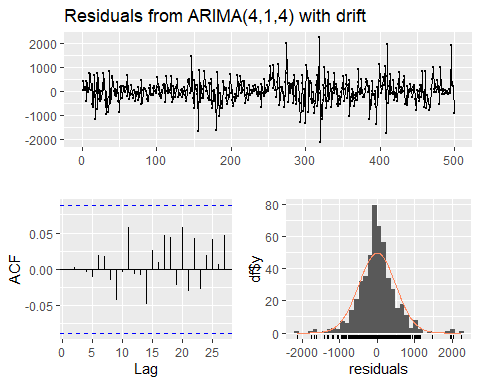 Residuals from ARIMA(4,1,4) with drift
2000
1000
0
-1000
-2000
0 100 200 300 400 500
ACF
0.05
0.00
-0.05
0 5 10 15 20 25
Lag
df$y
80
60
40
20
0
-2000 -1000 0 1000 2000
residuals